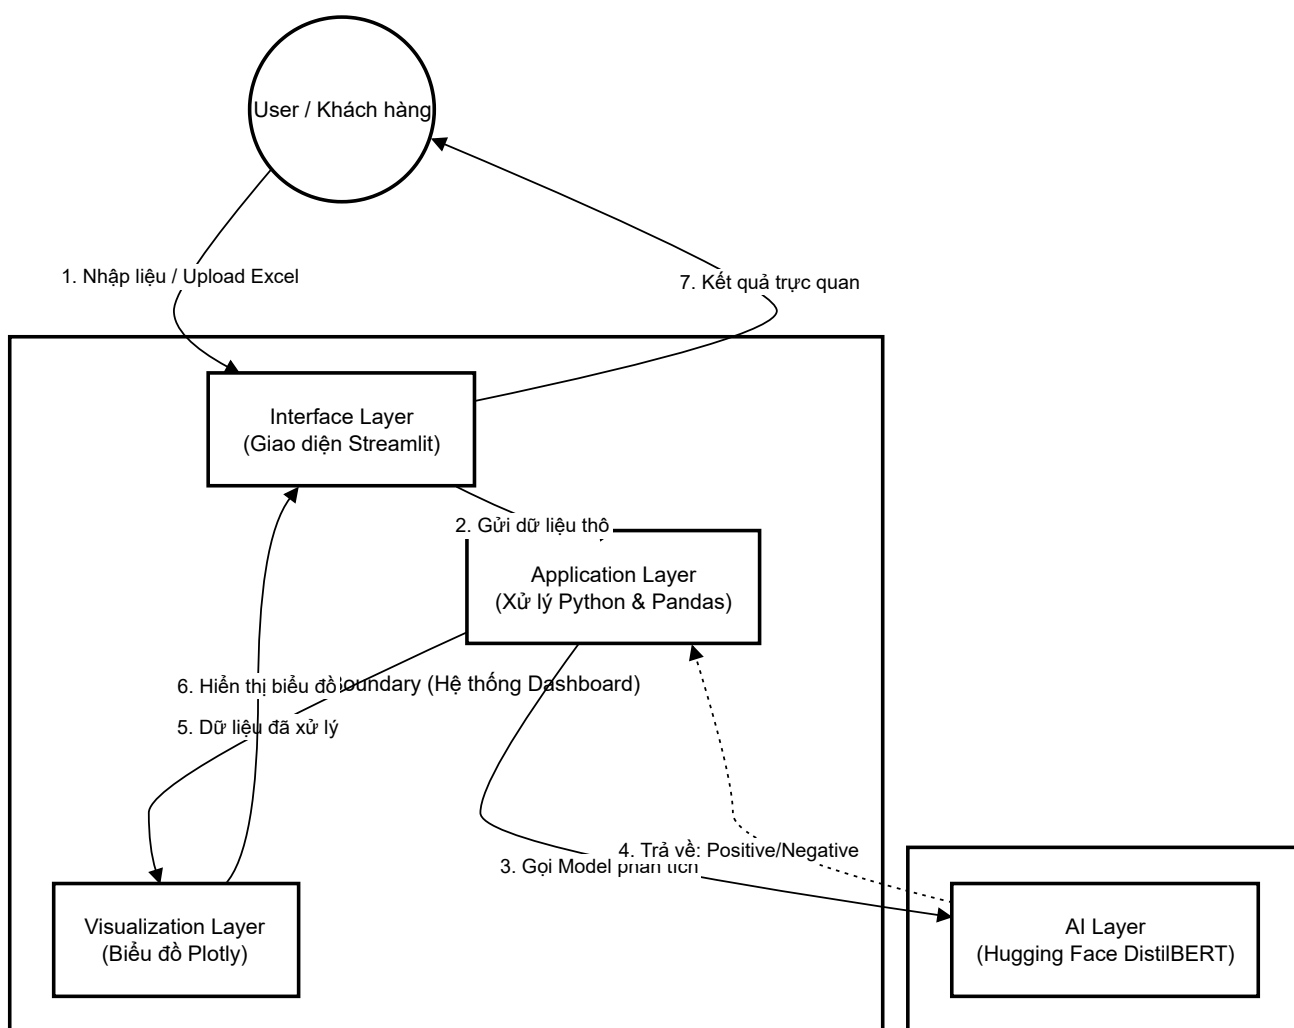 User / Khách hàng
1. Nhập liệu / Upload Excel
7. Kết quả trực quan
Interface Layer
(Giao diện Streamlit)
2. Gửi dữ liệu thô
Application Layer
(Xử lý Python & Pandas)
6. Hiển thị biểu đồ
oundary (Hệ thống Dashboard)
5. Dữ liệu đã xử lý
4. Trả về: Positive/Negative
3. Gọi Model phân tích
Visualization Layer
(Biểu đồ Plotly)
AI Layer
(Hugging Face DistilBERT)